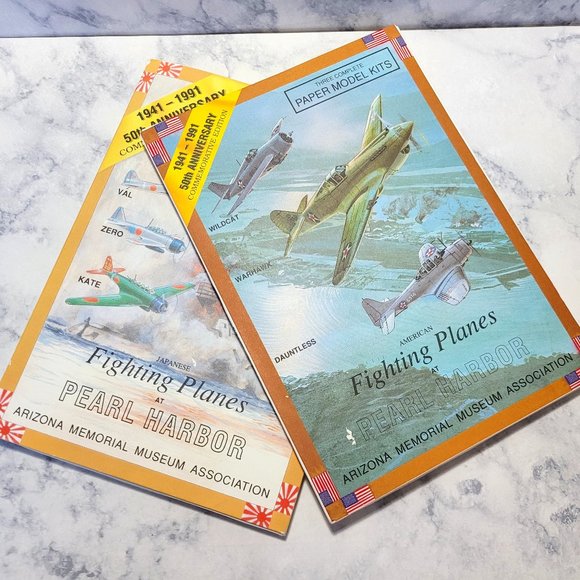 1941 - 1991
50th ANNIVERSARY
VAL
ZERO
KATE
JAPANESE
Fighting Planes
AT
PEARL HARBOR
ARIZONA MEMORIAL MUSEUM ASSOCIATION
THREE COMPLETE
PAPER MODEL KITS
1941 - 1991
50th ANNIVERSARY
COMMEMORATIVE EDITION
WILDCAT
WARHAWK
DAUNTLESS
AMERICAN
Fighting Planes
AT
PEARL HARBOR
ARIZONA MEMORIAL MUSEUM ASSOCIATION